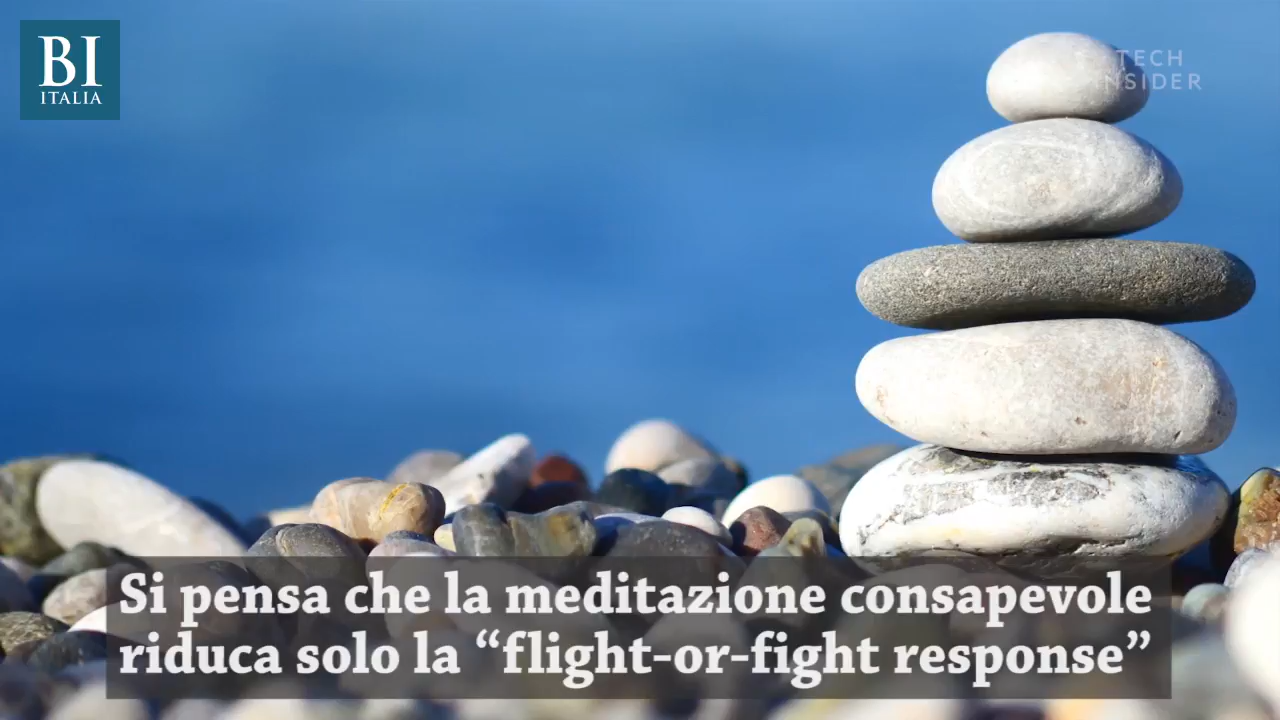 BI
ITALIA
TECH
INSIDER
Si pensa che la meditazione consapevole
riduca solo la “flight-or-fight response”